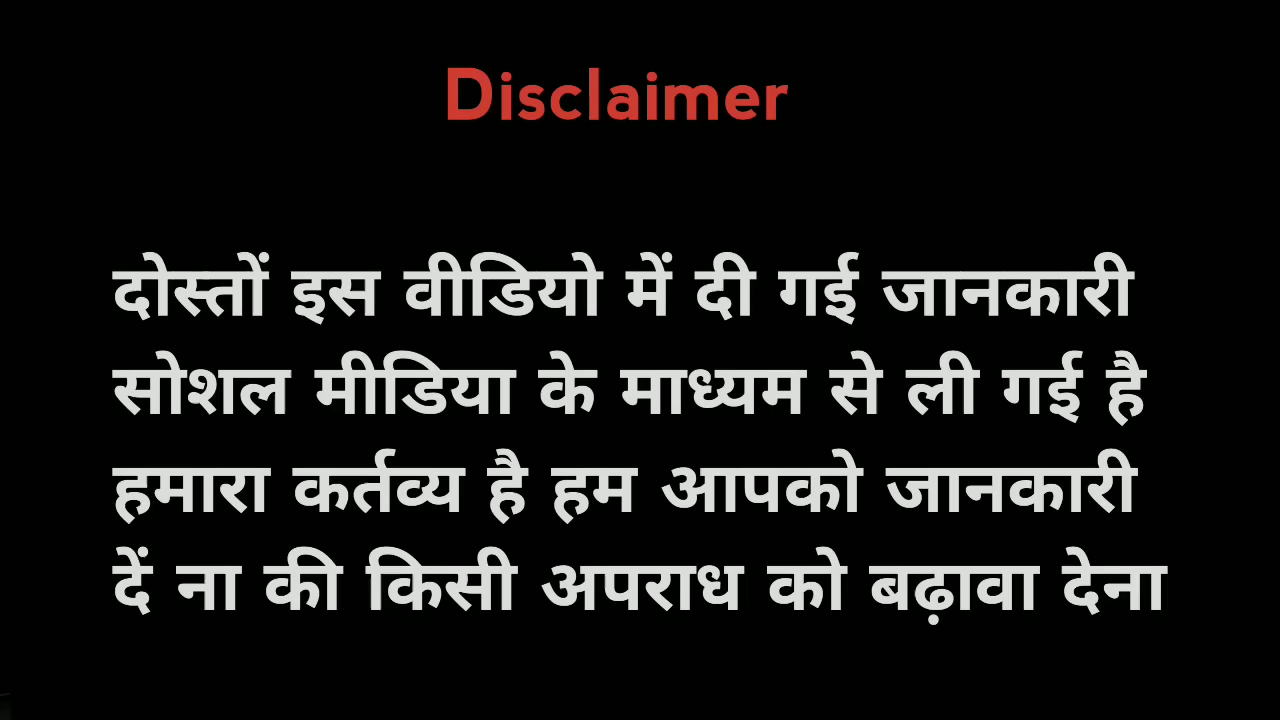 Disclaimer
दोस्तों इस वीडियो में दी गई जानकारी
सोशल मीडिया के माध्यम से ली गई है
हमारा कर्तव्य है हम आपको जानकारी
दें ना की किसी अपराध को बढ़ावा देना